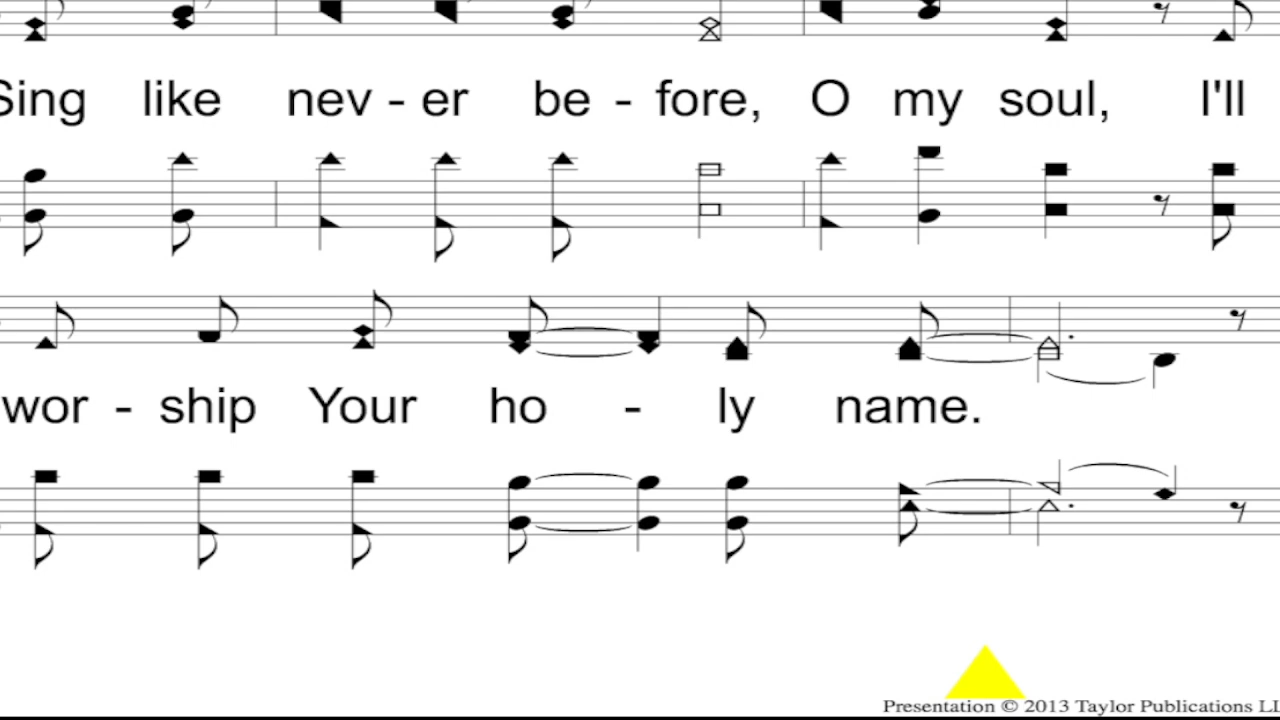 Sing like nev - er be - fore, O my soul, I'll
wor - ship Your ho - ly name.
Presentation © 2013 Taylor Publications LL